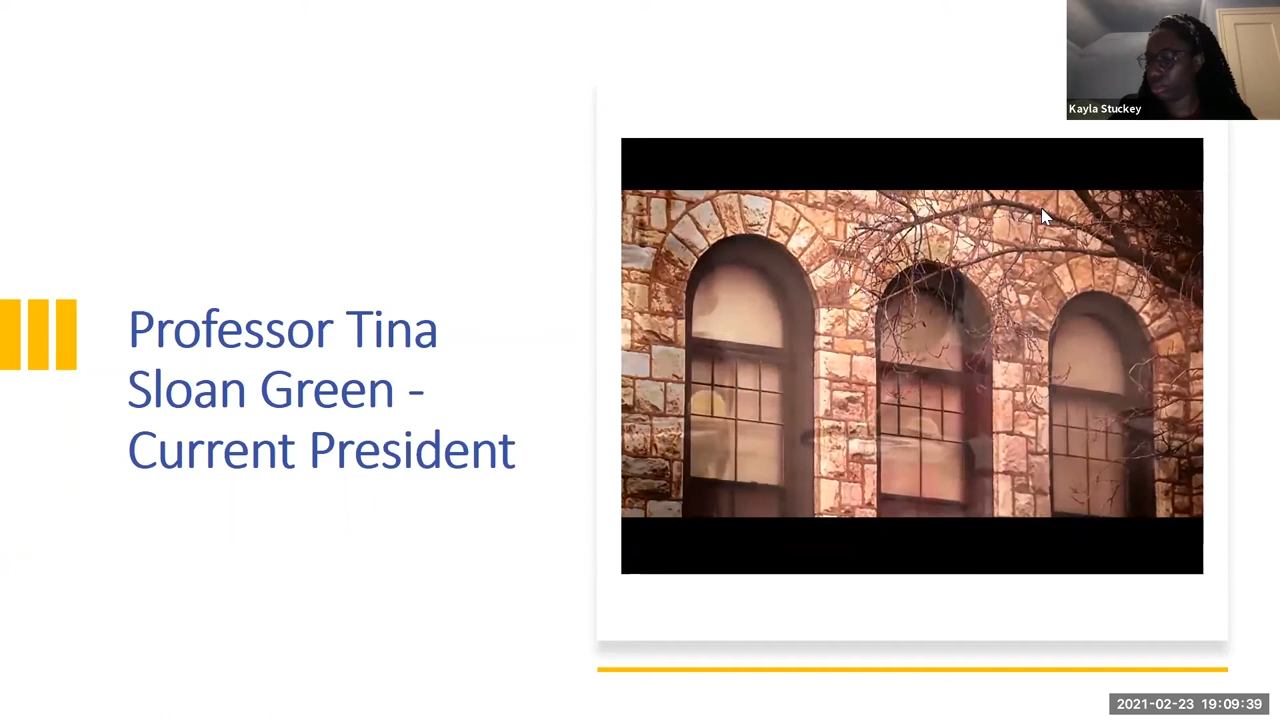 Kayla Stuckey
Professor Tina
Sloan Green -
Current President
2021-02-23 19:09:39